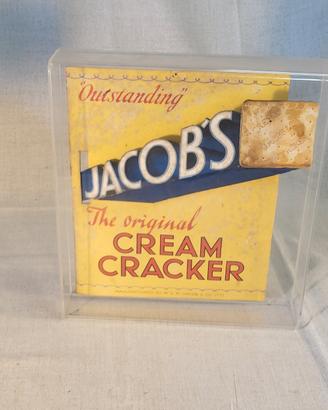 "Outstanding"
JACOB'S
The original
CREAM
CRACKER